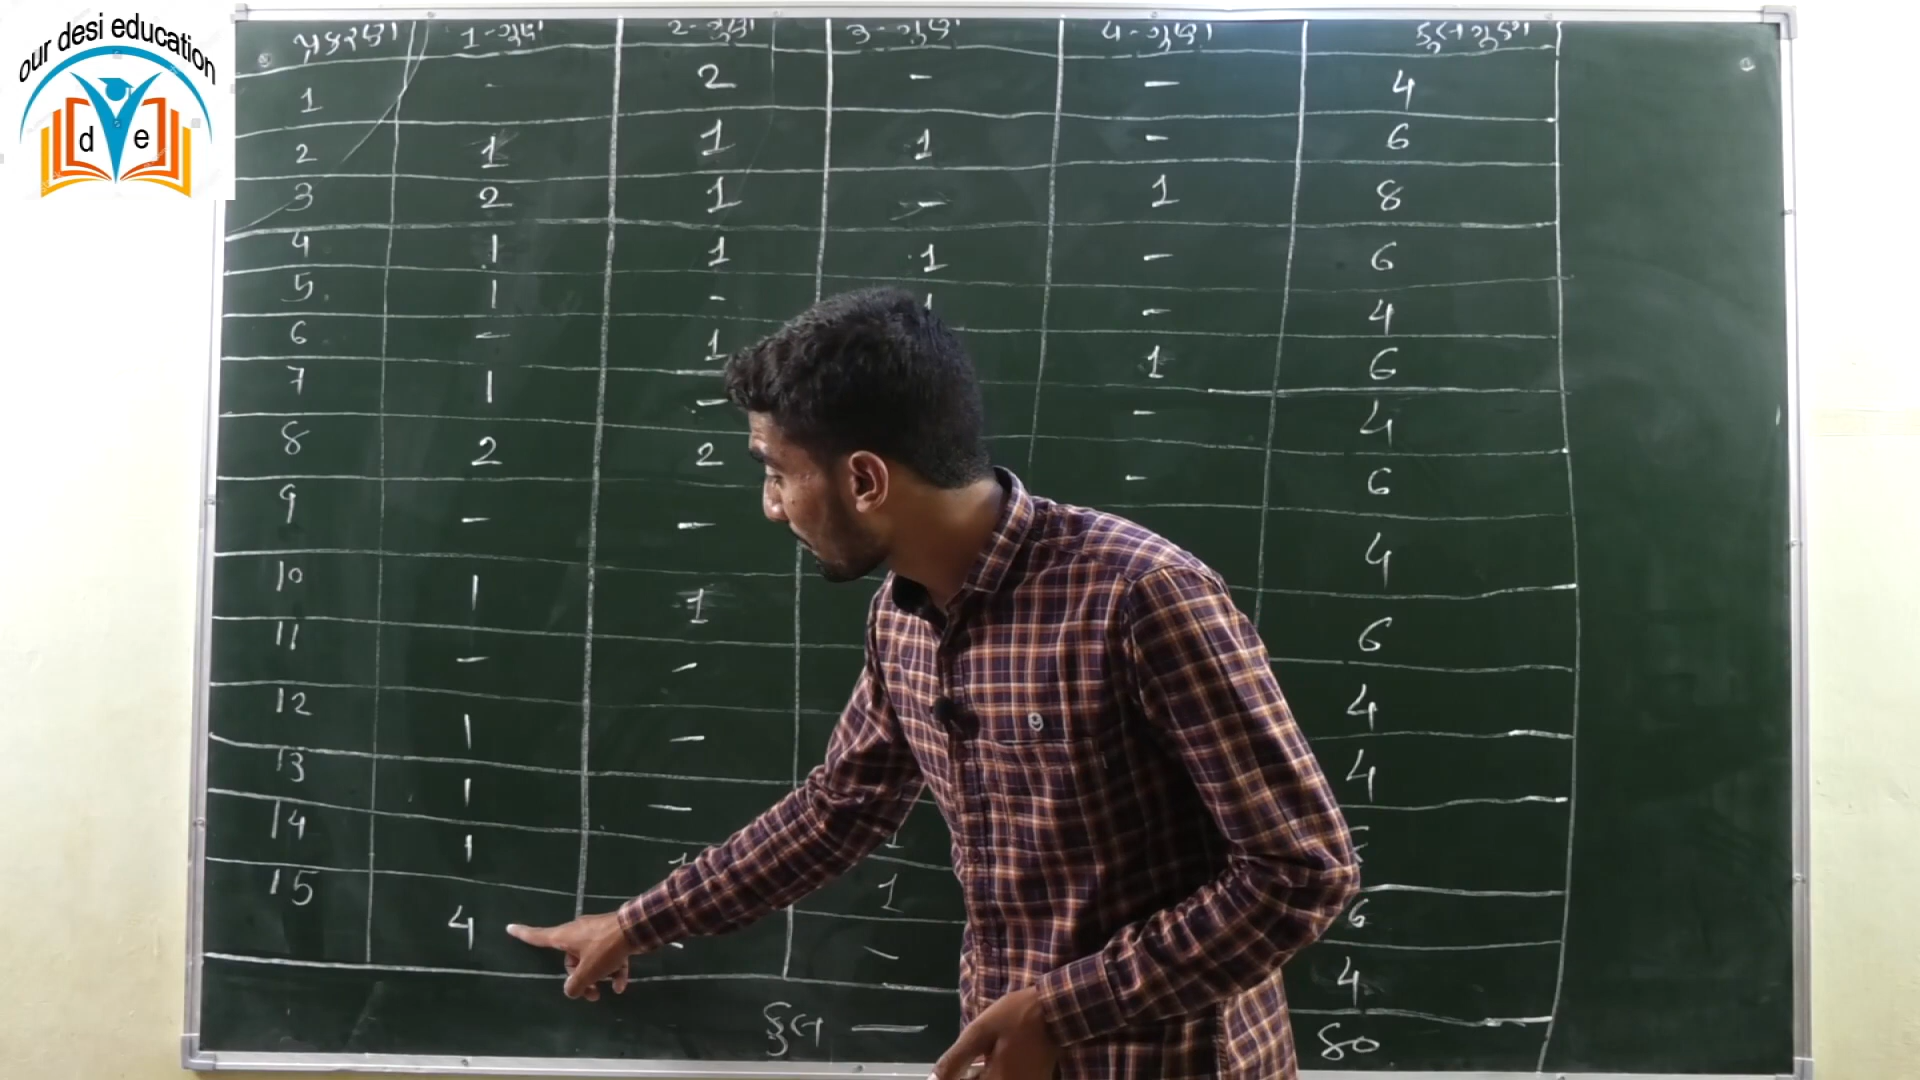 our desi education
d e
પ્રકરણ 1-ગુણ 2-ગુણ 3-ગુણ 4-ગુણ કુલ ગુણ
1 - 2 - - 4
2 1 1 1 - 6
3 2 1 - 1 8
4 1 1 1 - 6
5 1 - 1 - 4
6 - 1 1 6
7 1 - - 4
8 2 2 - 6
9 - - 4
10 1 1 6
11 - - 4
12 1 - 4
13 1 -
14 1 1 1 6
15 4 - - 4
કુલ — 80